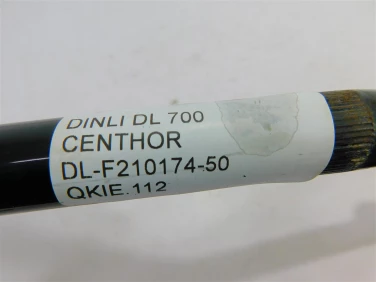 DINLI DL 700
CENTHOR
DL-F210174-50
QKIE.112